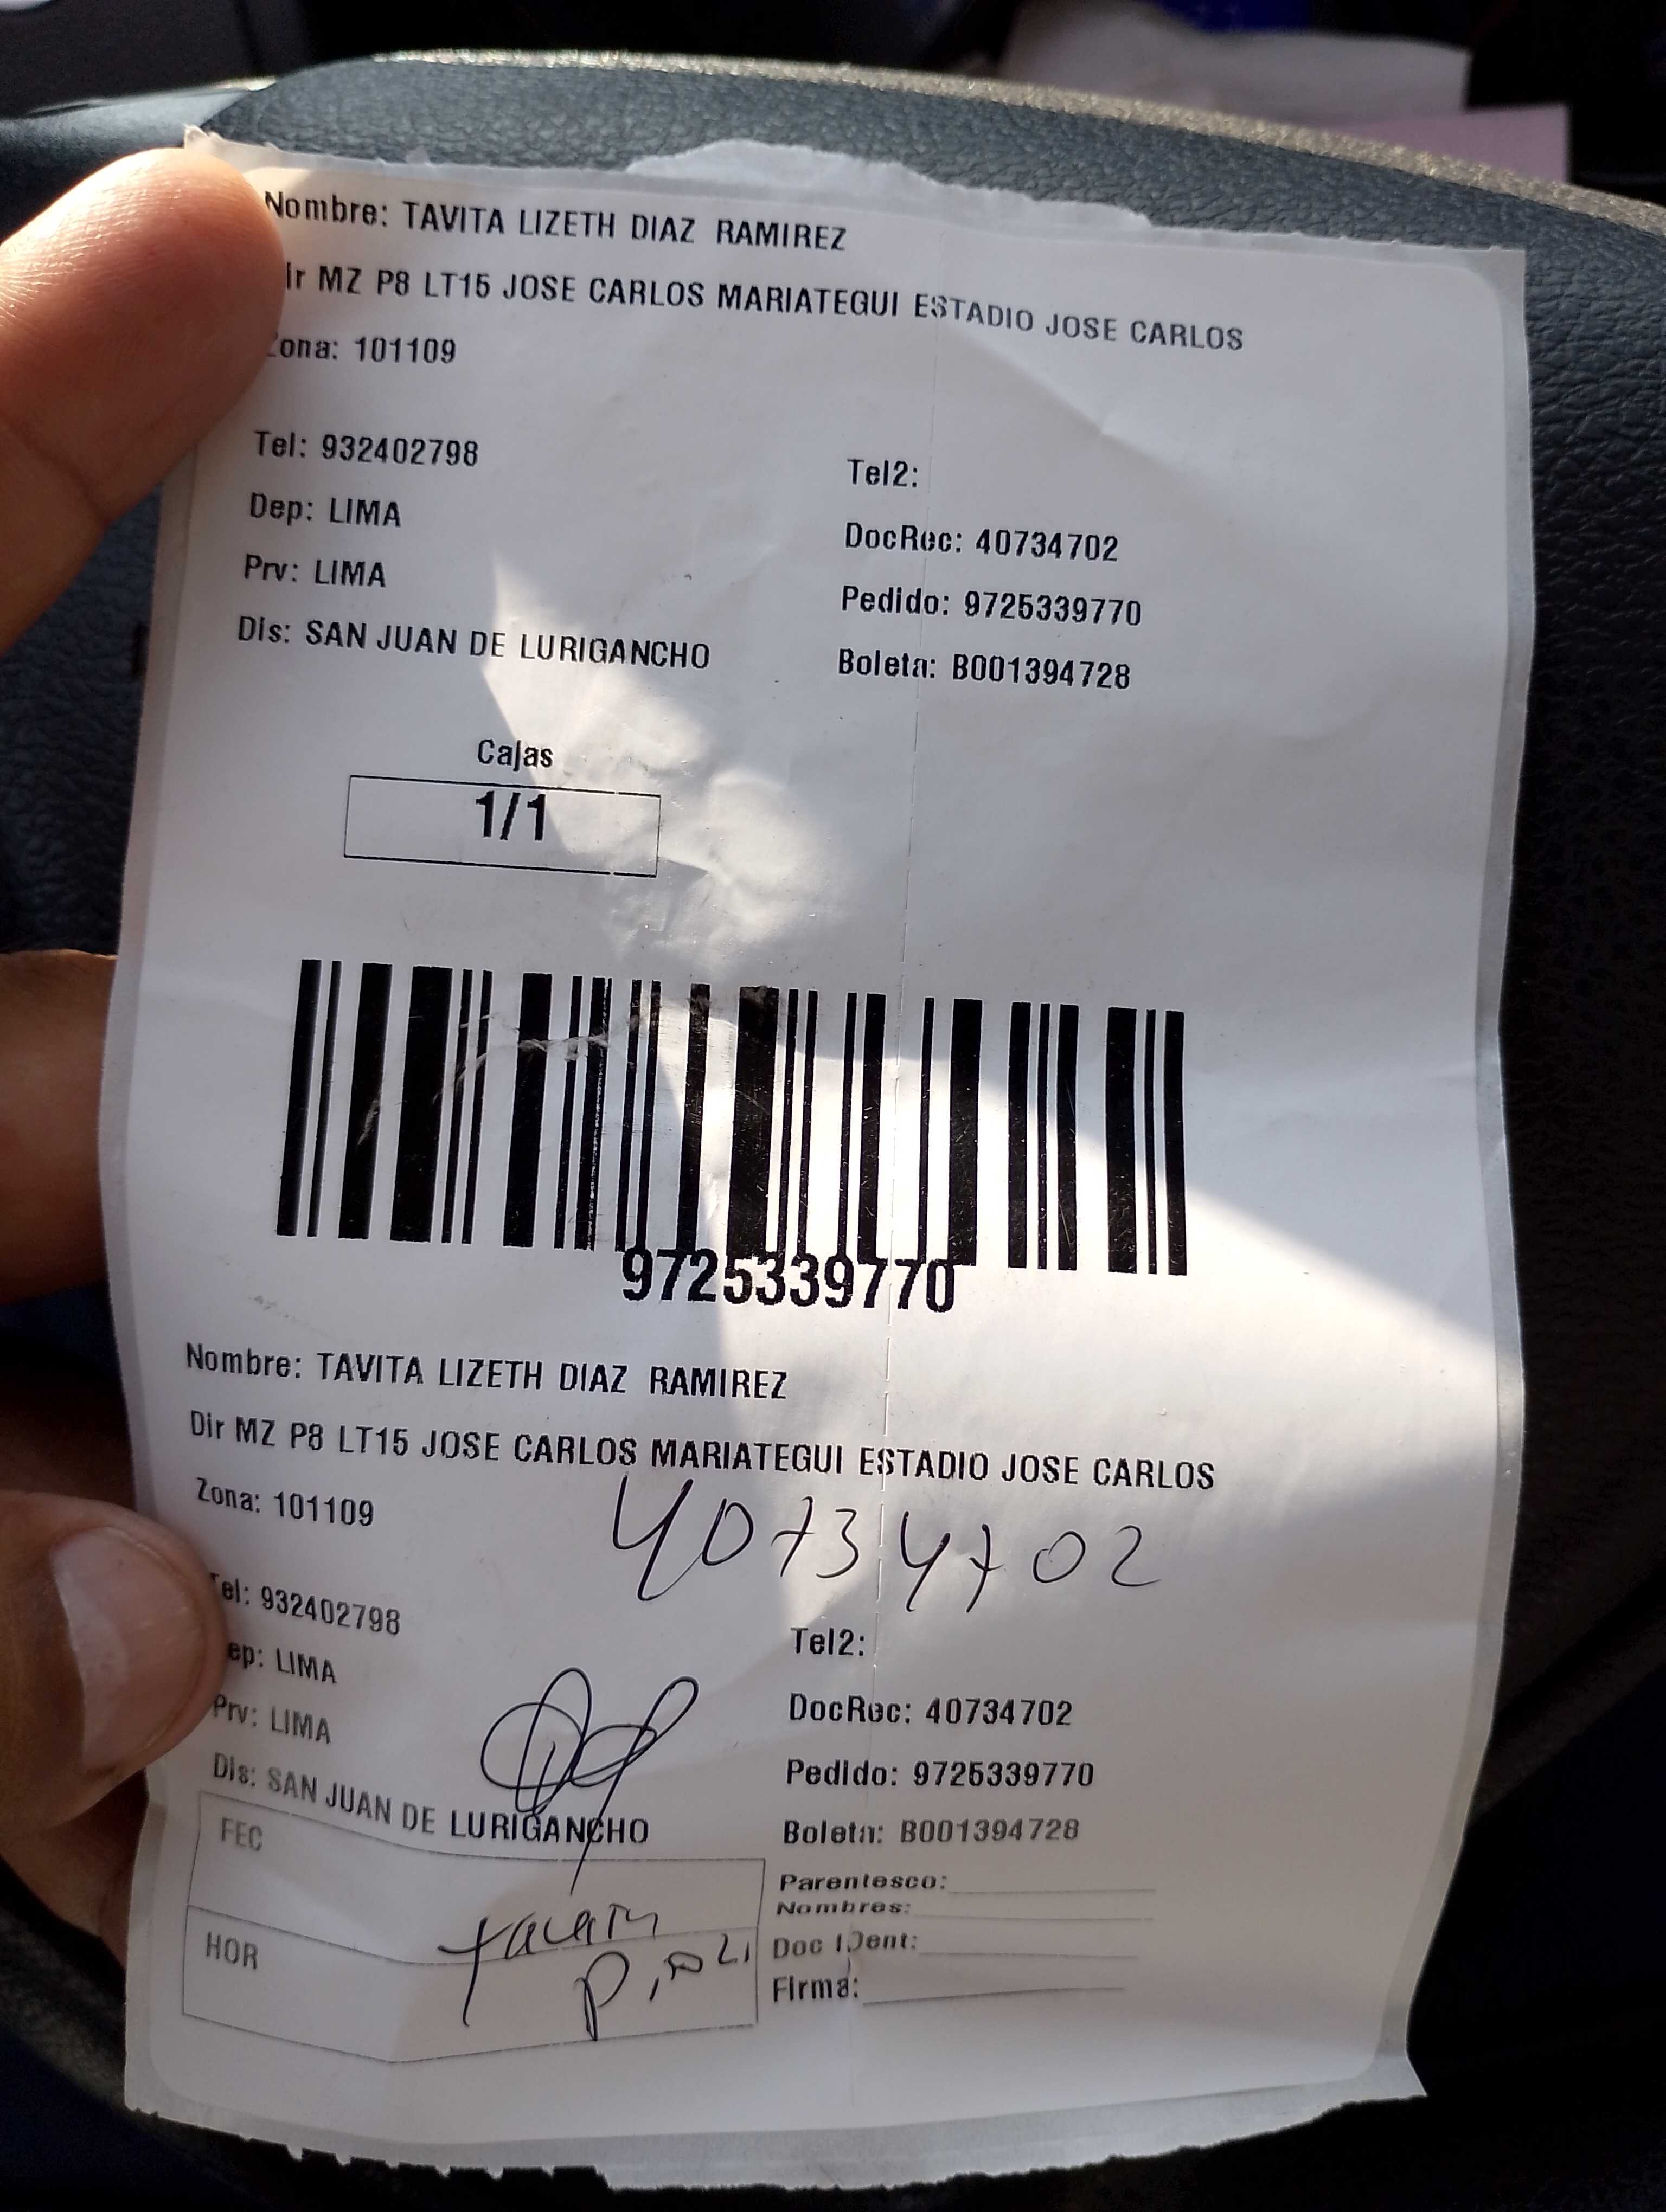 Nombre: TAVITA LIZETH DIAZ RAMIREZ
ir MZ P8 LT15 JOSE CARLOS MARIATEGUI ESTADIO JOSE CARLOS
Zona: 101109
Tel: 932402798
Tel2:
Dep: LIMA
DocRec: 40734702
Prv: LIMA
Pedido: 9725339770
Dis: SAN JUAN DE LURIGANCHO
Boleta: B001394728
Cajas
1/1
9725339770
Nombre: TAVITA LIZETH DIAZ RAMIREZ
Dir MZ P8 LT15 JOSE CARLOS MARIATEGUI ESTADIO JOSE CARLOS
Zona: 101109
40734702
Tel: 932402798
Tel2:
ep: LIMA
DocRec: 40734702
Prv: LIMA
Pedido: 9725339770
Dis: SAN JUAN DE LURIGANCHO
Boleta: B001394728
FEC
Parentesco:
Nombres:
HOR
Doc IDent:
Firma: